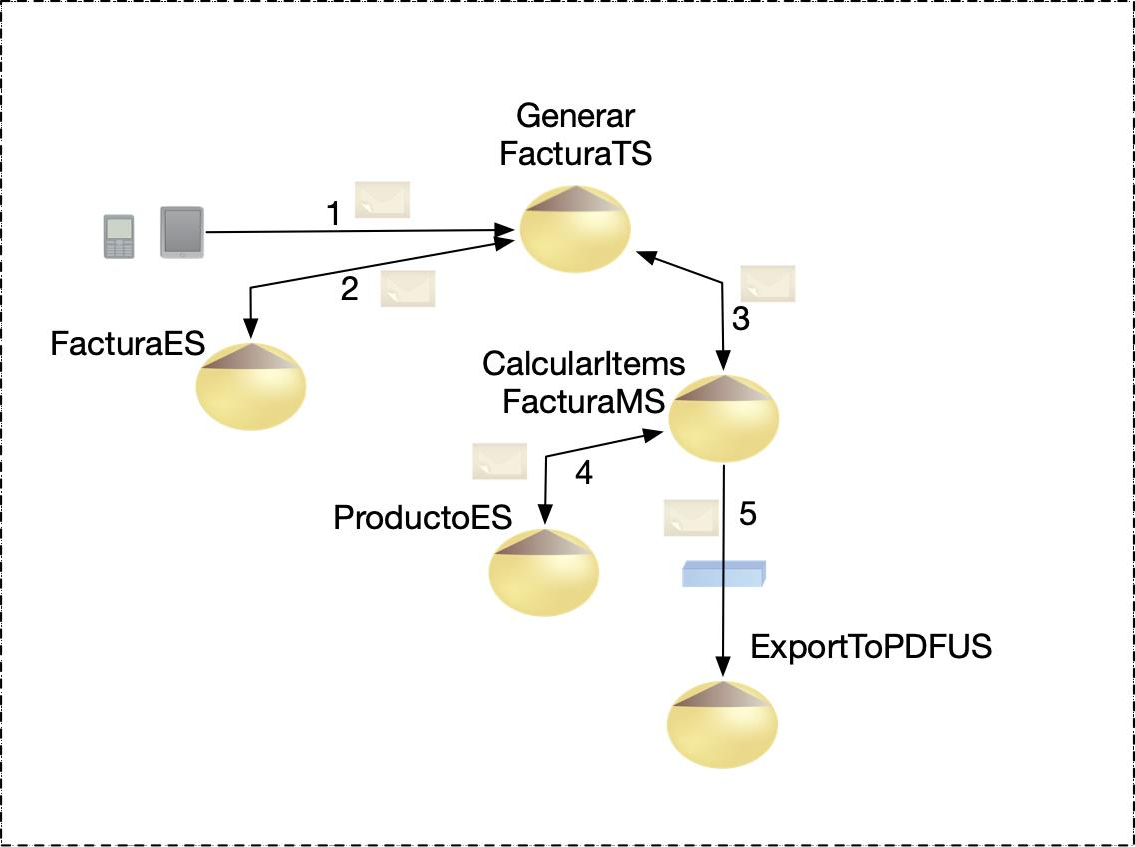 Generar
FacturaTS
1
2
3
FacturaES
CalcularItems
FacturaMS
4
ProductoES
5
ExportToPDFUS